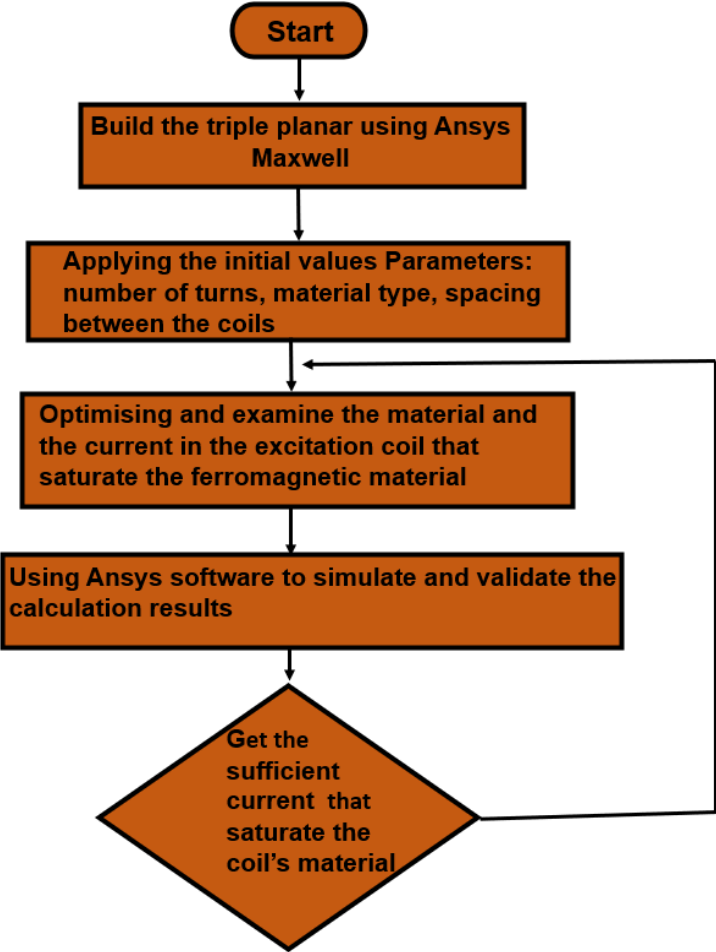 Start
Build the triple planar using Ansys
Maxwell
Applying the initial values Parameters:
number of turns, material type, spacing
between the coils
Optimising and examine the material and
the current in the excitation coil that
saturate the ferromagnetic material
Using Ansys software to simulate and validate the
calculation results
Get the
sufficient
current that
saturate the
coil's material